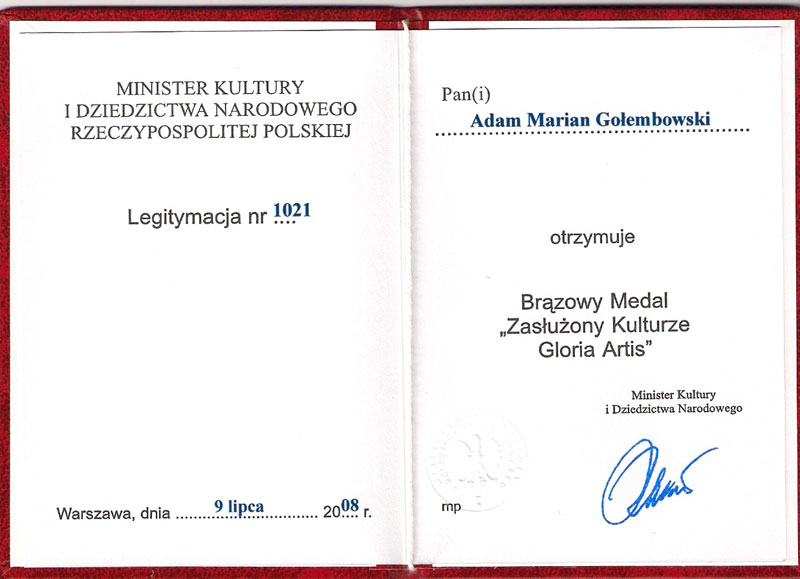 MINISTER KULTURY
I DZIEDZICTWA NARODOWEGO
RZECZYPOSPOLITEJ POLSKIEJ
Legitymacja nr 1021
Warszawa, dnia 9 lipca 2008 r.
Pan(i)
Adam Marian Gołembowski
otrzymuje
Brązowy Medal
„Zasłużony Kulturze
Gloria Artis”
Minister Kultury
i Dziedzictwa Narodowego
mp